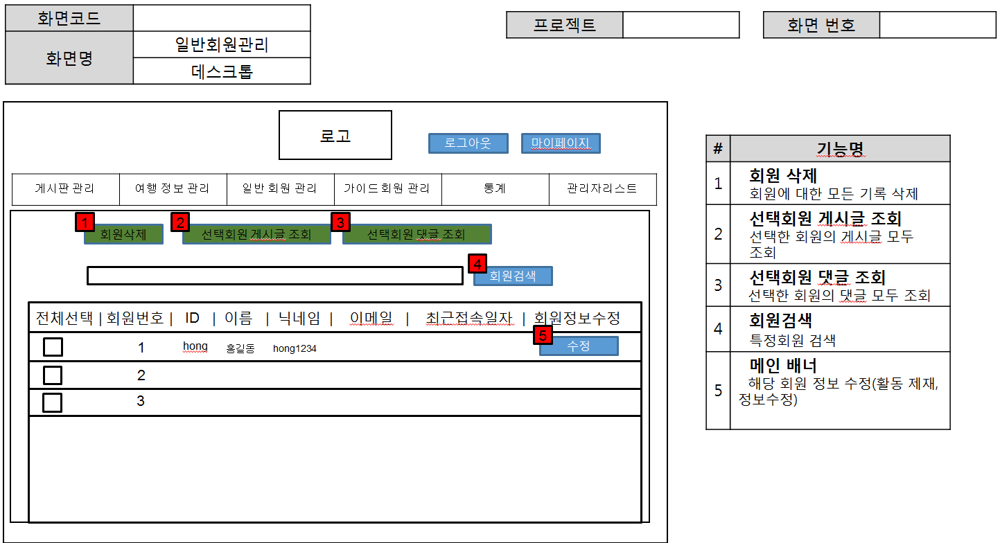 화면코드
화면명
일반회원관리
데스크톱
프로젝트
화면 번호
로고
로그아웃
마이페이지
게시판 관리
여행 정보 관리
일반 회원 관리
가이드 회원 관리
통계
관리자리스트
1
회원삭제
2
선택회원 게시글 조회
3
선택회원 댓글 조회
4
회원검색
전체선택 | 회원번호 | ID | 이름 | 닉네임 | 이메일 | 최근접속일자 | 회원정보수정
1 hong 홍길동 hong1234
5
수정
2
3
# 기능명
1
회원 삭제
회원에 대한 모든 기록 삭제
2
선택회원 게시글 조회
선택한 회원의 게시글 모두
조회
3
선택회원 댓글 조회
선택한 회원의 댓글 모두 조회
4
회원검색
특정회원 검색
5
메인 배너
해당 회원 정보 수정(활동 제재,
정보수정)